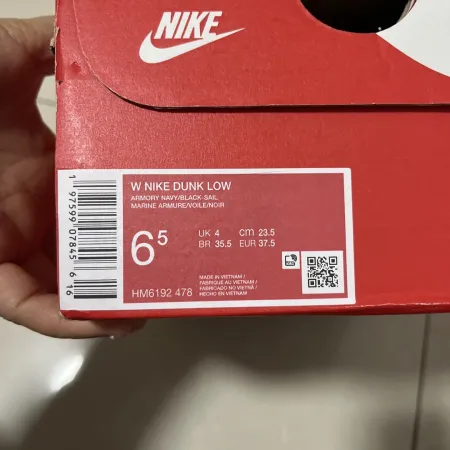 NIKE
W NIKE DUNK LOW
ARMORY NAVY/BLACK-SAIL
MARINE ARMURE/VOILE/NOIR
6⁵
UK 4 cm 23.5
BR 35.5 EUR 37.5
MADE IN VIETNAM /
FABRIQUÉ AU VIETNAM /
FABRICADO NO VIETNÃ /
HECHO EN VIETNAM
HM6192 478
1 97599 07845 6 16